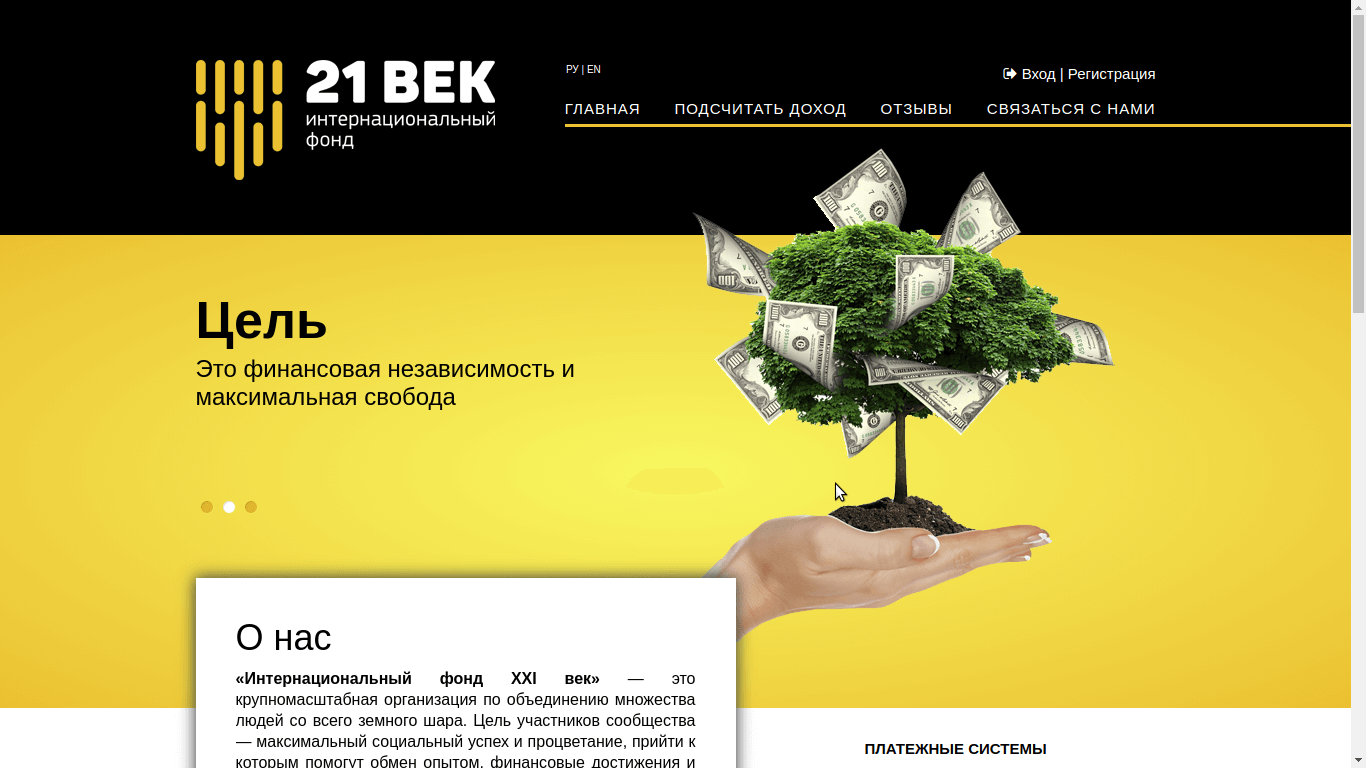 21 ВЕК
интернациональный
фонд
РУ | EN
Вход | Регистрация
ГЛАВНАЯ ПОДСЧИТАТЬ ДОХОД ОТЗЫВЫ СВЯЗАТЬСЯ С НАМИ
Цель
Это финансовая независимость и
максимальная свобода
О нас
«Интернациональный фонд XXI век» — это
крупномасштабная организация по объединению множества
людей со всего земного шара. Цель участников сообщества
— максимальный социальный успех и процветание, прийти к
которым помогут обмен опытом, финансовые достижения и
ПЛАТЕЖНЫЕ СИСТЕМЫ